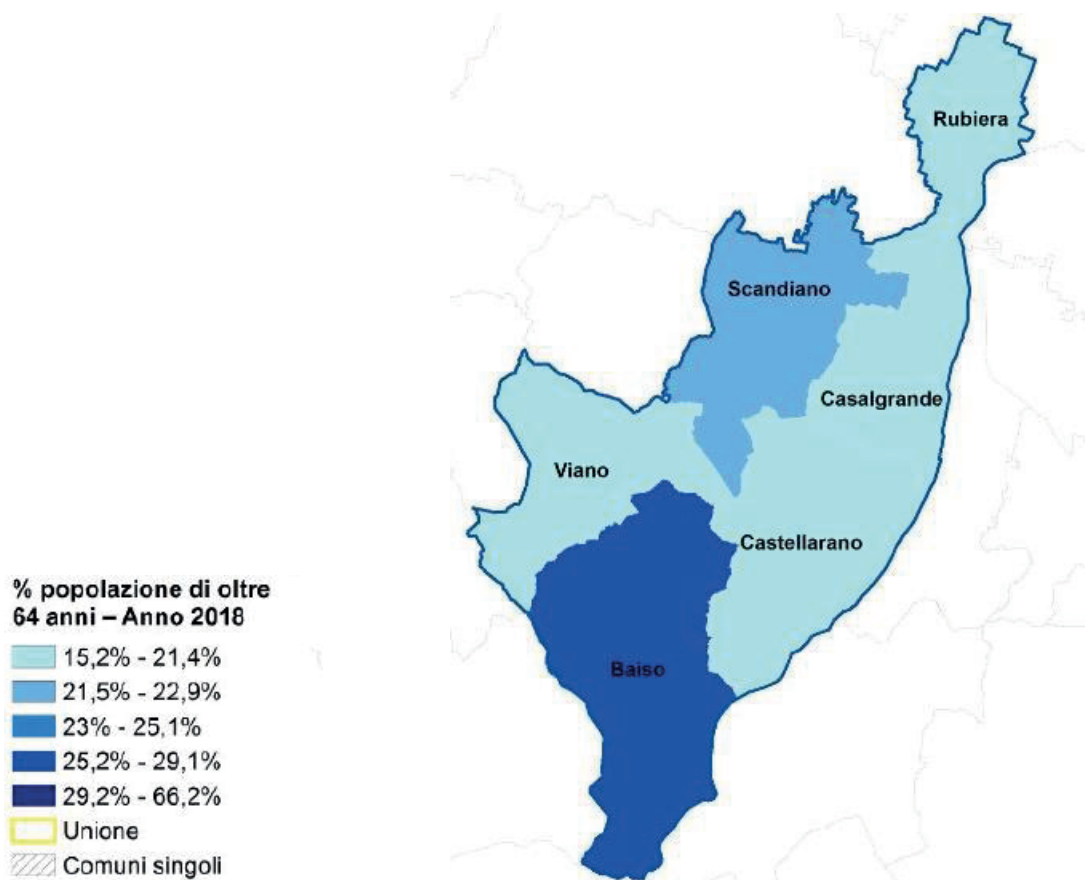 Rubiera
Scandiano
Casalgrande
Viano
Castellarano
Baiso
% popolazione di oltre
64 anni – Anno 2018
15,2% - 21,4%
21,5% - 22,9%
23% - 25,1%
25,2% - 29,1%
29,2% - 66,2%
Unione
Comuni singoli